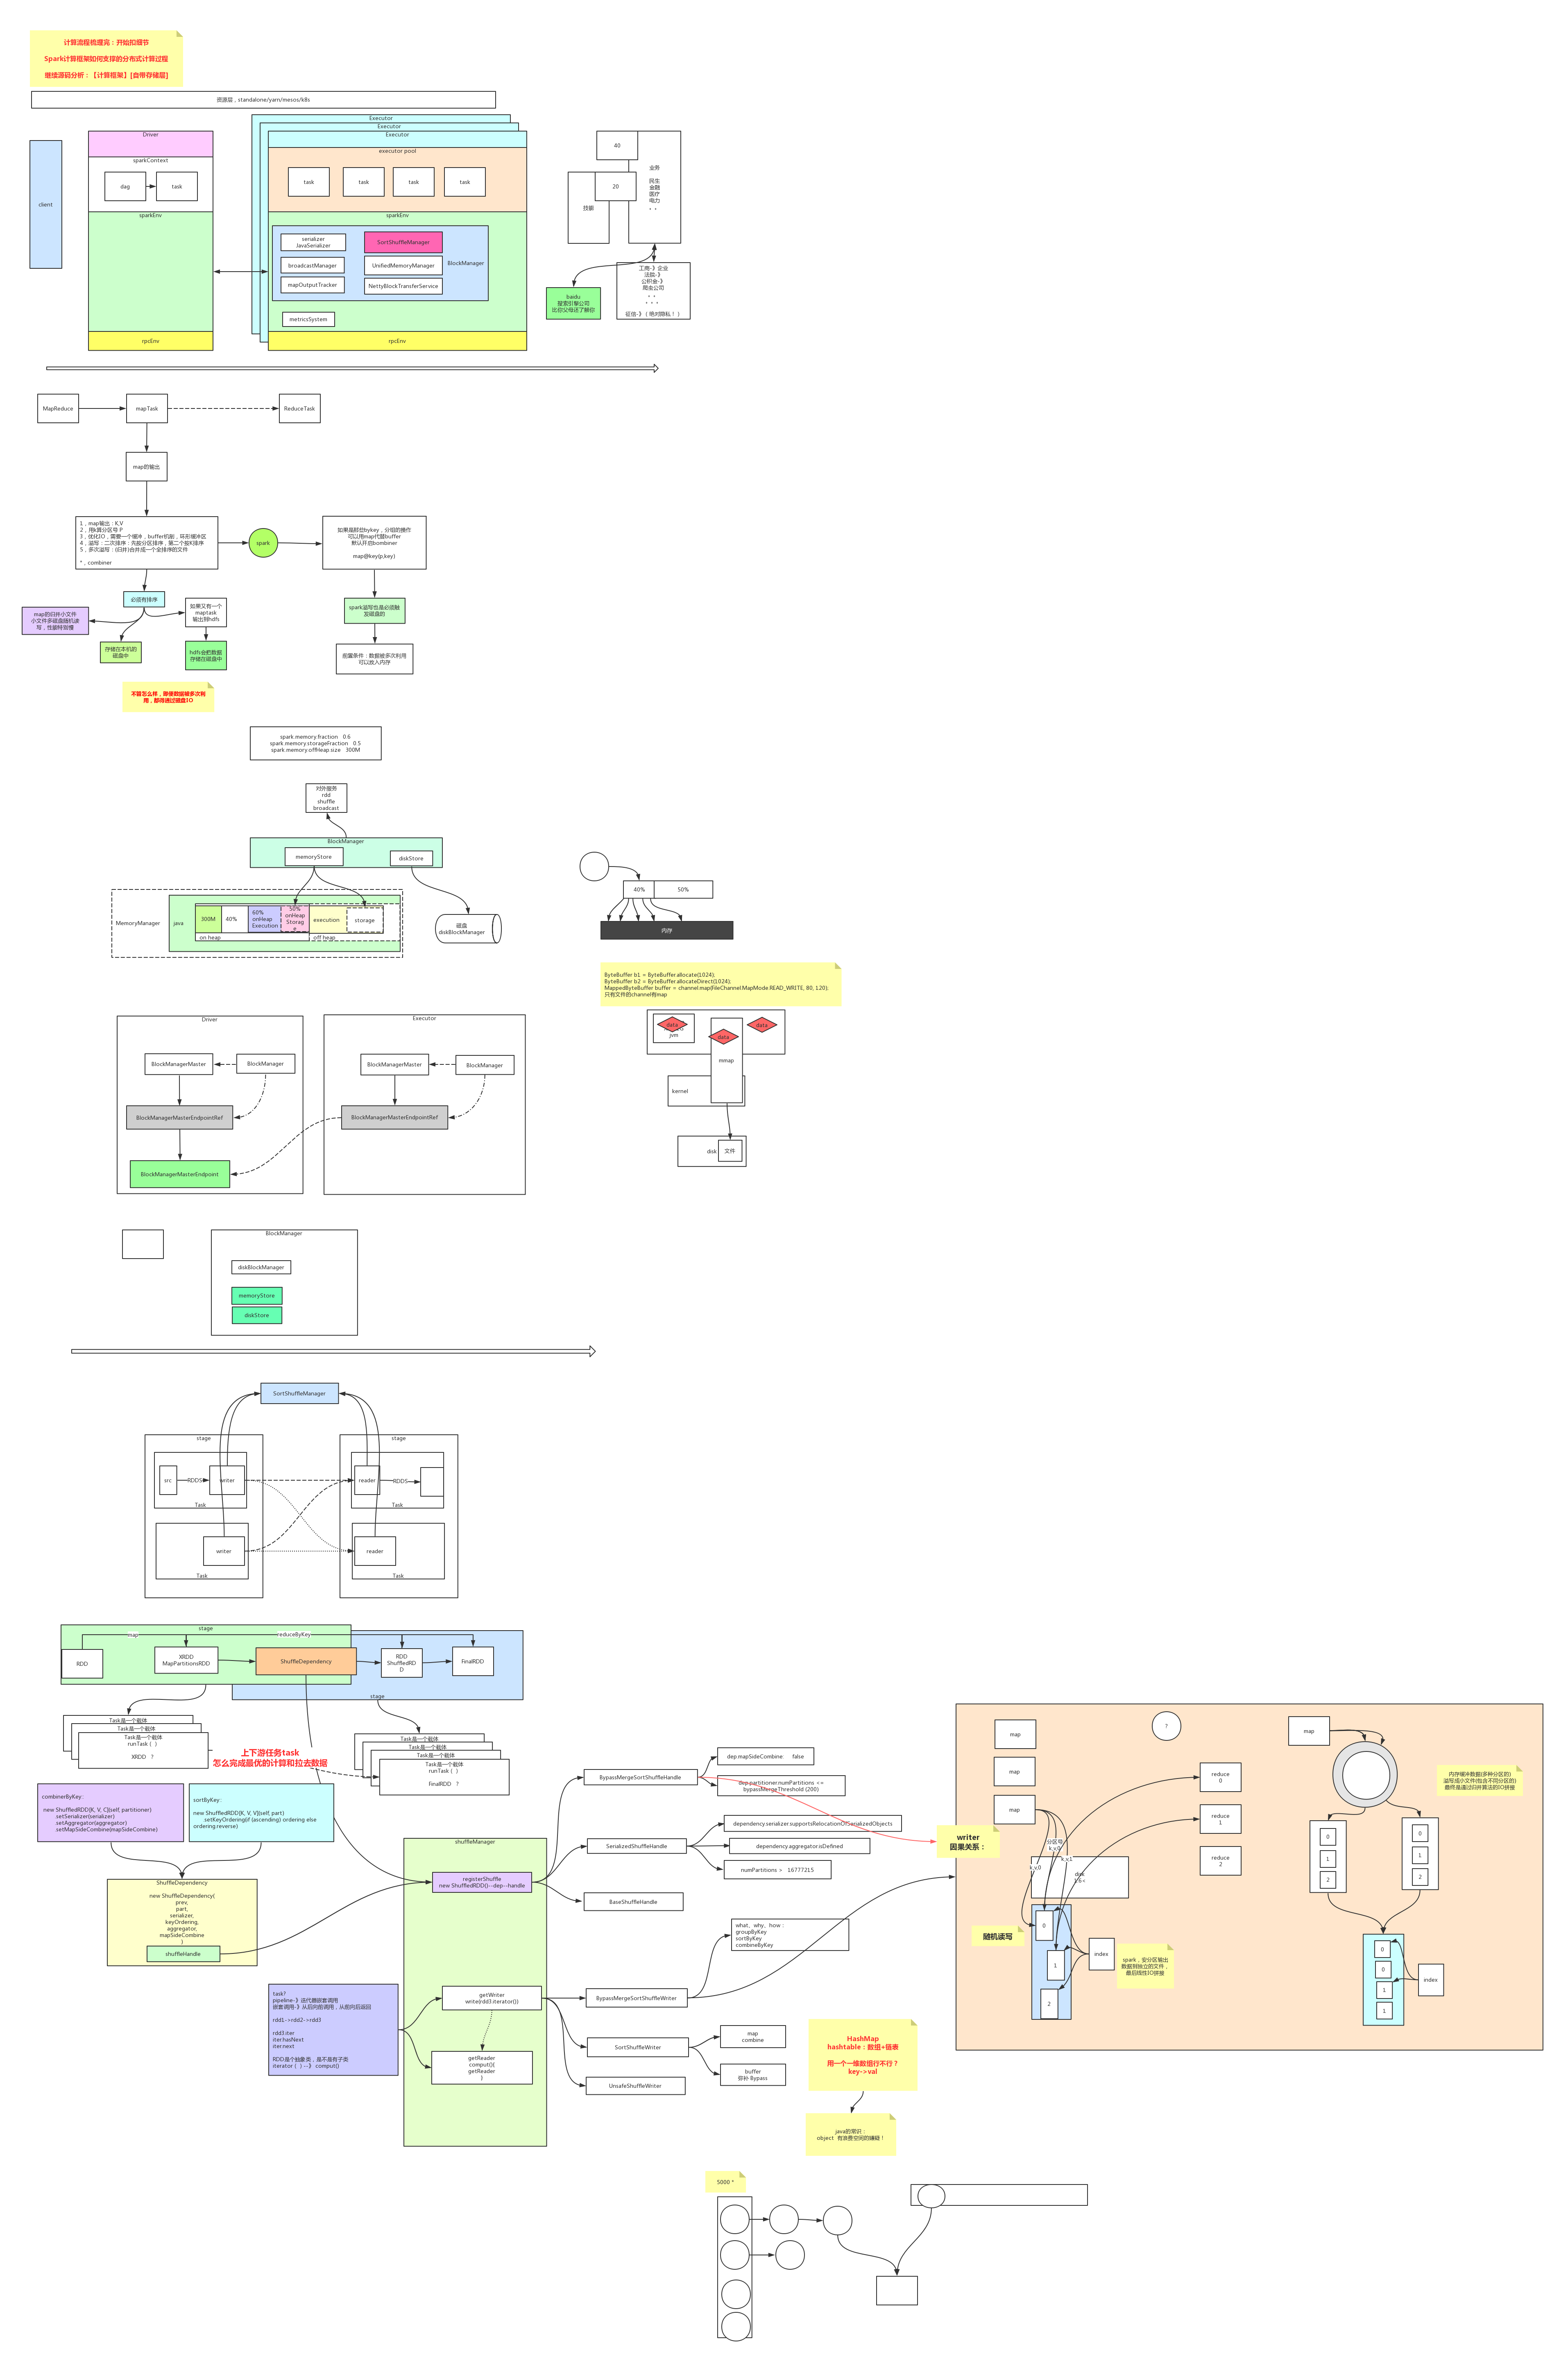 计算流程梳理完：开始扣细节
Spark计算框架如何支撑的分布式计算过程
继续源码分析：【计算框架】[自带存储层]
资源层，standalone/yarn/mesos/k8s
client
Driver
sparkContext
dag
task
sparkEnv
rpcEnv
Executor
Executor
Executor
executor pool
task
task
task
task
sparkEnv
serializer
JavaSerializer
SortShuffleManager
broadcastManager
UnifiedMemoryManager
BlockManager
mapOutputTracker
NettyBlockTransferService
metricsSystem
rpcEnv
40
20
业务
民生
金融
医疗
电力
。。
技能
工商-》企业
法院-》
公积金-》
商业公司
。。
。。。
征信-》（绝对隐私！）
baidu
搜索引擎公司
比你父母还了解你
MapReduce
mapTask
ReduceTask
map的输出
1，map输出：K,V
2，用k算分区号 P
3，优化IO，需要一个缓冲，buffer机制，环形缓冲区
4，溢写：二次排序：先按分区排序，第二个按K排序
5，多次溢写：(归并)合并成一个全排序的文件
*，combiner
spark
如果是那些bykey，分组的操作
可以用map代替buffer
默认开启bombiner
map@key(p,key)
必须有排序
map的归并小文件
小文件多磁盘随机读
写，性能特别慢
存储在本机的
磁盘中
如果又有一个
maptask
输出到hdfs
hdfs会把数据
存储在磁盘中
spark溢写也是必须触
发磁盘的
前置条件：数据被多次利用
可以放入内存
不管怎么样，即便数据被多次利
用，都得通过磁盘IO
spark.memory.fraction 0.6
spark.memory.storageFraction 0.5
spark.memory.offHeap.size 300M
对外服务
rdd
shuffle
broadcast
BlockManager
memoryStore
diskStore
MemoryManager
java
300M
40%
60%
onHeap
Execution
50%
onHeap
Storag
e
execution
storage
on heap
off heap
磁盘
diskBlockManager
40%
50%
内存
ByteBuffer b1 = ByteBuffer.allocate(1024);
ByteBuffer b2 = ByteBuffer.allocateDirect(1024);
MappedByteBuffer buffer = channel.map(FileChannel.MapMode.READ_WRITE, 80, 120);
只有文件的channel有map
data
jvm
data
data
mmap
kernel
disk
文件
Driver
BlockManagerMaster
BlockManager
BlockManagerMasterEndpointRef
BlockManagerMasterEndpoint
Executor
BlockManagerMaster
BlockManager
BlockManagerMasterEndpointRef
BlockManager
diskBlockManager
memoryStore
diskStore
SortShuffleManager
stage
src
RDDS
writer
Task
writer
Task
stage
reader
RDDS
Task
reader
Task
stage
map
reduceByKey
RDD
XRDD
MapPartitionsRDD
ShuffleDependency
RDD
ShuffledRD
D
FinalRDD
stage
Task是一个载体
Task是一个载体
Task是一个载体
runTask（ ）
XRDD ?
上下游任务task
怎么完成最优的计算和拉去数据
Task是一个载体
Task是一个载体
Task是一个载体
Task是一个载体
runTask（ ）
FinalRDD ?
combinerByKey:
new ShuffledRDD[K, V, C](self, partitioner)
.setSerializer(serializer)
.setAggregator(aggregator)
.setMapSideCombine(mapSideCombine)
sortByKey:
new ShuffledRDD[K, V, V](self, part)
.setKeyOrdering(if (ascending) ordering else
ordering.reverse)
ShuffleDependency
new ShuffleDependency(
prev,
part,
serializer,
keyOrdering,
aggregator,
mapSideCombine
)
shuffleHandle
shuffleManager
registerShuffle
new ShuffledRDD()--dep--handle
getWriter
write(rdd3.iterator())
getReader
comput(){
getReader
}
task?
pipeline-》迭代器嵌套调用
嵌套调用-》从后向前调用，从前向后返回
rdd1->rdd2->rdd3
rdd3.iter
iter.hasNext
iter.next
RDD是个抽象类，是不是有子类
iterator（ ）--》 comput()
BypassMergeSortShuffleHandle
dep.mapSideCombine: false
dep.partitioner.numPartitions <=
bypassMergeThreshold (200)
SerializedShuffleHandle
dependency.serializer.supportsRelocationOfSerializedObjects
dependency.aggregator.isDefined
numPartitions > 16777215
BaseShuffleHandle
what、why、how：
groupByKey
sortByKey
combineByKey
BypassMergeSortShuffleWriter
SortShuffleWriter
map
combine
buffer
弥补 Bypass
UnsafeShuffleWriter
writer
因果关系：
map
map
map
?
reduce
0
reduce
1
reduce
2
分区号
k,v,0
k,v,1
k,v,0
disk
0
1
2
index
随机读写
spark，安分区输出
数据到独立的文件，
最后线性IO拼接
map
内存缓冲数据(多种分区的)
溢写成小文件(包含不同分区的)
最终是通过归并算法的IO拼接
0
1
2
0
1
2
0
0
1
1
index
HashMap
hashtable：数组+链表
用一个一维数组行不行？
key->val
java的常识：
object 有浪费空间的嫌疑！
5000 *